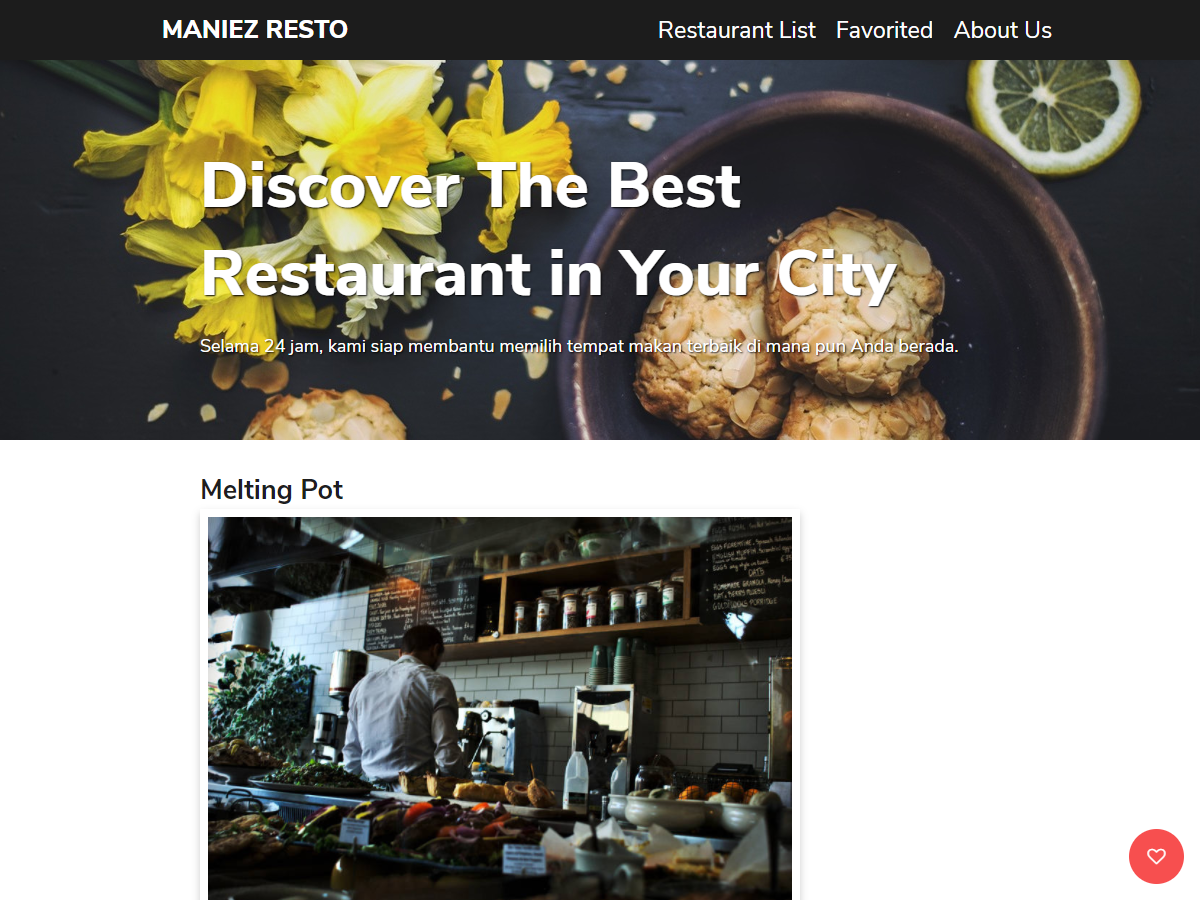 MANIEZ RESTO
Restaurant List Favorited About Us
Discover The Best
Restaurant in Your City
Selama 24 jam, kami siap membantu memilih tempat makan terbaik di mana pun Anda berada.
Melting Pot